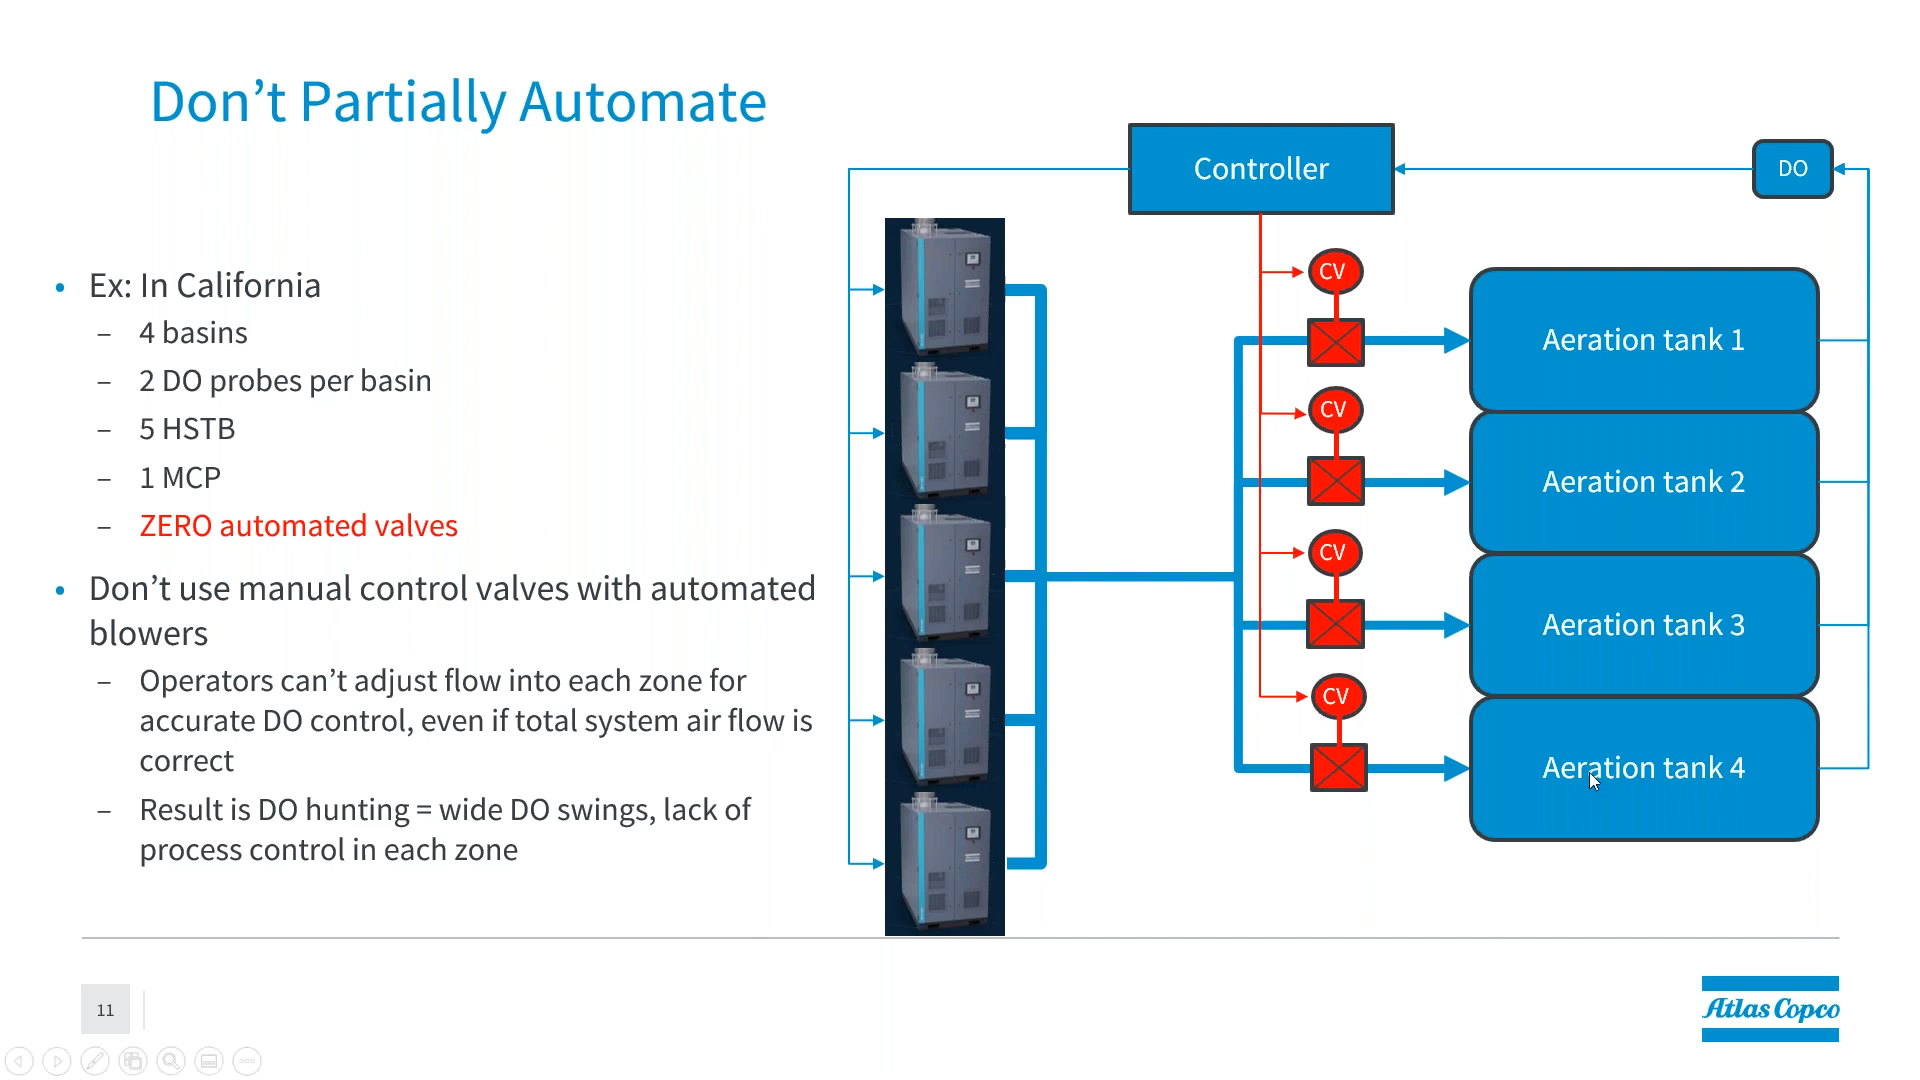 Don’t Partially Automate
• Ex: In California
– 4 basins
– 2 DO probes per basin
– 5 HSTB
– 1 MCP
– ZERO automated valves
• Don’t use manual control valves with automated
blowers
– Operators can’t adjust flow into each zone for
accurate DO control, even if total system air flow is
correct
– Result is DO hunting = wide DO swings, lack of
process control in each zone
Controller
DO
CV
Aeration tank 1
CV
Aeration tank 2
CV
Aeration tank 3
CV
Aeration tank 4
11
Atlas Copco